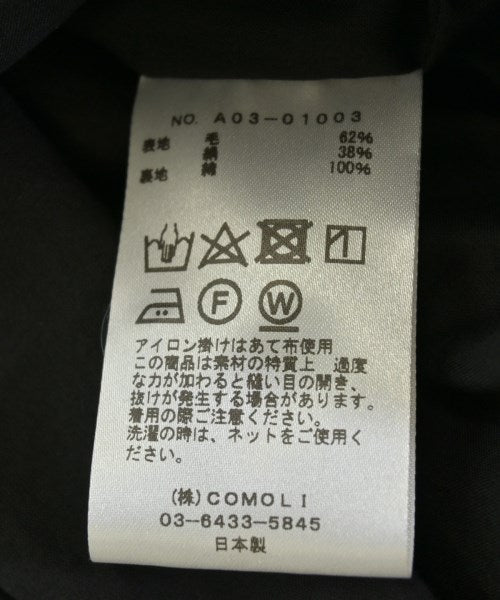 NO. A03-01003
表地 毛 62%
絹 38%
裏地 綿 100%
F W
アイロン掛けはあて布使用
この商品は素材の特質上 過度
な力が加わると縫い目の開き、
抜けが発生する場合があります。
着用の際ご注意ください。
洗濯の時は、ネットをご使用く
ださい。
(株)COMOLI
03-6433-5845
日本製